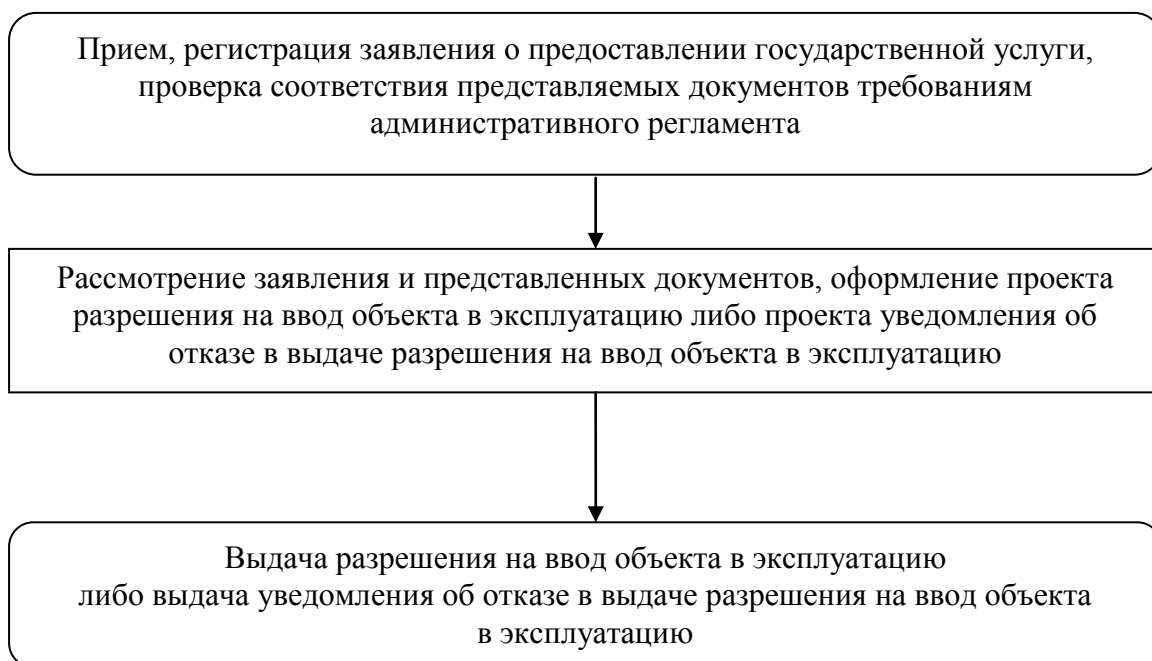 Прием, регистрация заявления о предоставлении государственной услуги,
проверка соответствия представляемых документов требованиям
административного регламента
Рассмотрение заявления и представленных документов, оформление проекта
разрешения на ввод объекта в эксплуатацию либо проекта уведомления об
отказе в выдаче разрешения на ввод объекта в эксплуатацию
Выдача разрешения на ввод объекта в эксплуатацию
либо выдача уведомления об отказе в выдаче разрешения на ввод объекта
в эксплуатацию